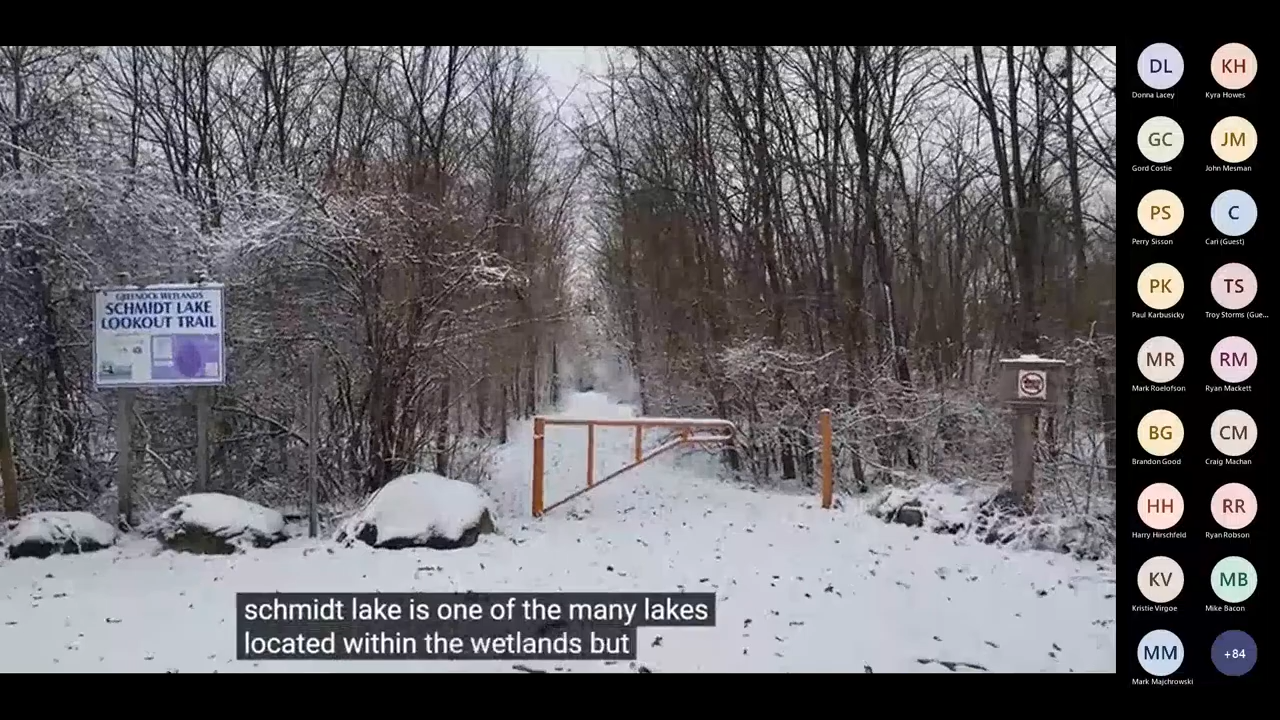 GREENOCK WETLANDS
SCHMIDT LAKE
LOOKOUT TRAIL
schmidt lake is one of the many lakes
located within the wetlands but
DL
Donna Lacey
KH
Kyra Howes
GC
Gord Costie
JM
John Mesman
PS
Perry Sisson
C
Carl (Guest)
PK
Paul Karbusicky
TS
Troy Storms (Gue...
MR
Mark Roelofson
RM
Ryan Mackett
BG
Brandon Good
CM
Craig Machan
HH
Harry Hirschfeld
RR
Ryan Robson
KV
Kristie Virgoe
MB
Mike Bacon
MM
Mark Majchrowski
+84